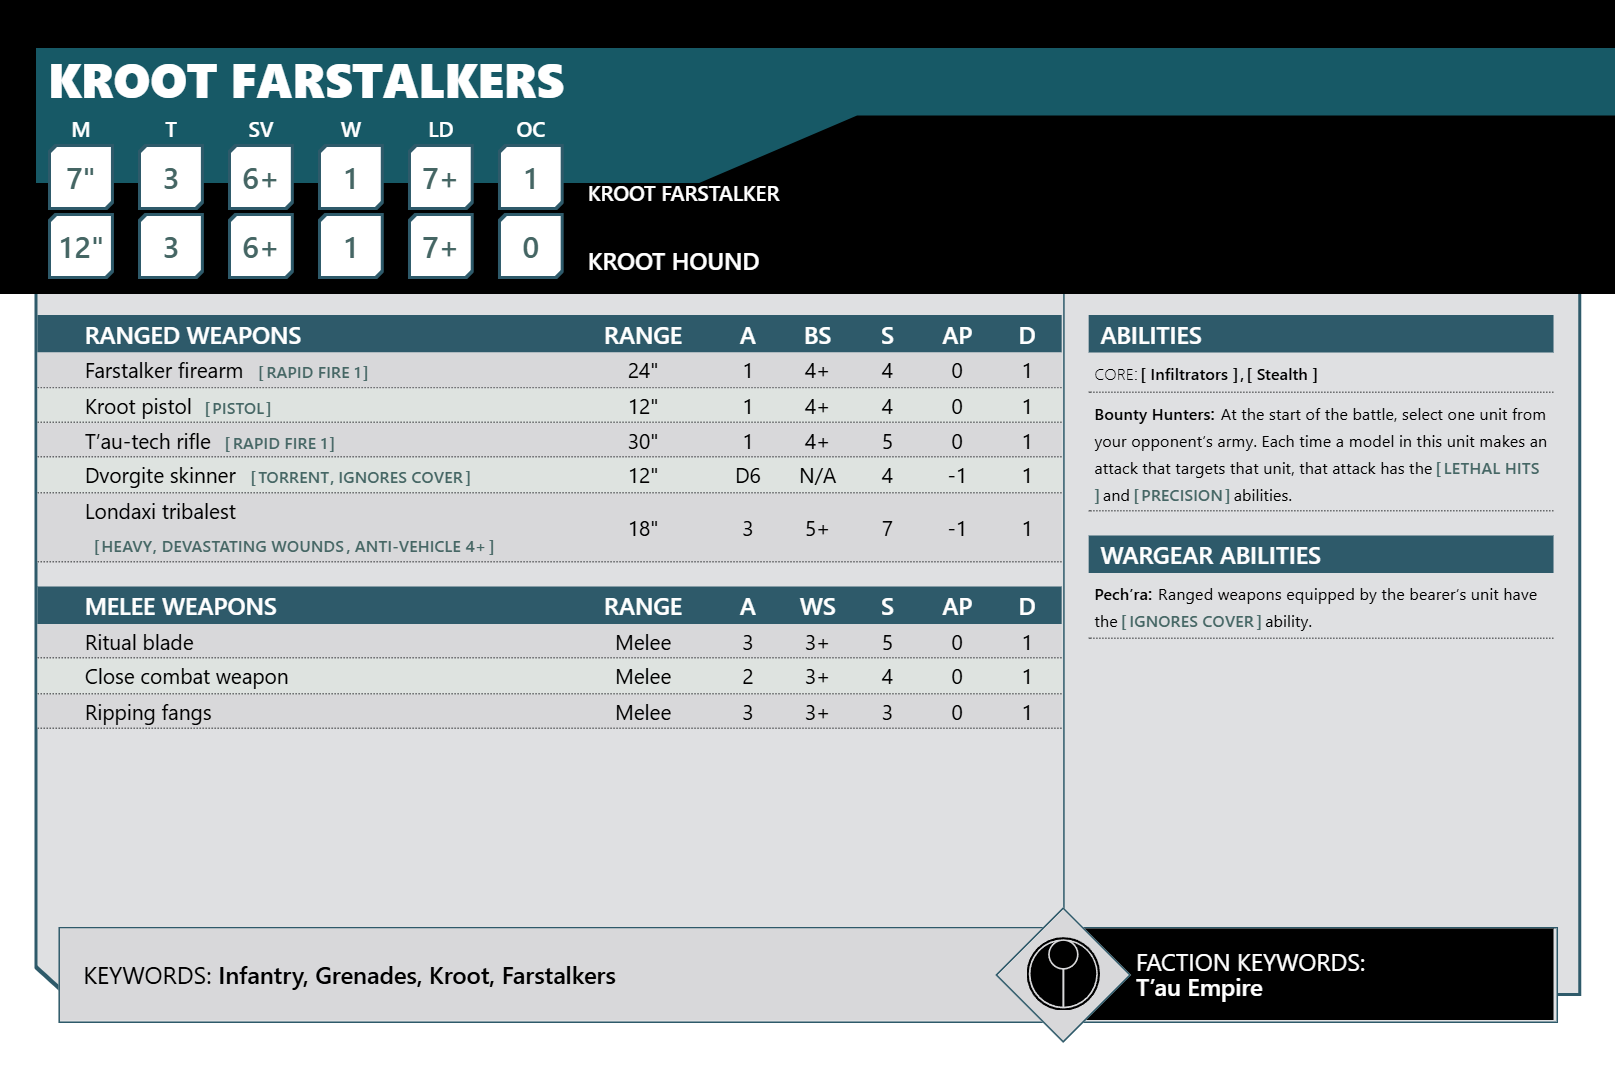 KROOT FARSTALKERS
M T SV W LD OC
7" 3 6+ 1 7+ 1 KROOT FARSTALKER
12" 3 6+ 1 7+ 0 KROOT HOUND
RANGED WEAPONS RANGE A BS S AP D
Farstalker firearm [RAPID FIRE 1] 24" 1 4+ 4 0 1
Kroot pistol [PISTOL] 12" 1 4+ 4 0 1
T’au-tech rifle [RAPID FIRE 1] 30" 1 4+ 5 0 1
Dvorgite skinner [TORRENT, IGNORES COVER] 12" D6 N/A 4 -1 1
Londaxi tribalest
18" 3 5+ 7 -1 1
[HEAVY, DEVASTATING WOUNDS, ANTI-VEHICLE 4+]
MELEE WEAPONS RANGE A WS S AP D
Ritual blade Melee 3 3+ 5 0 1
Close combat weapon Melee 2 3+ 4 0 1
Ripping fangs Melee 3 3+ 3 0 1
ABILITIES
CORE: [ Infiltrators ], [ Stealth ]
Bounty Hunters: At the start of the battle, select one unit from
your opponent’s army. Each time a model in this unit makes an
attack that targets that unit, that attack has the [LETHAL HITS
] and [PRECISION] abilities.
WARGEAR ABILITIES
Pech’ra: Ranged weapons equipped by the bearer’s unit have
the [IGNORES COVER] ability.
KEYWORDS: Infantry, Grenades, Kroot, Farstalkers
FACTION KEYWORDS:
T’au Empire